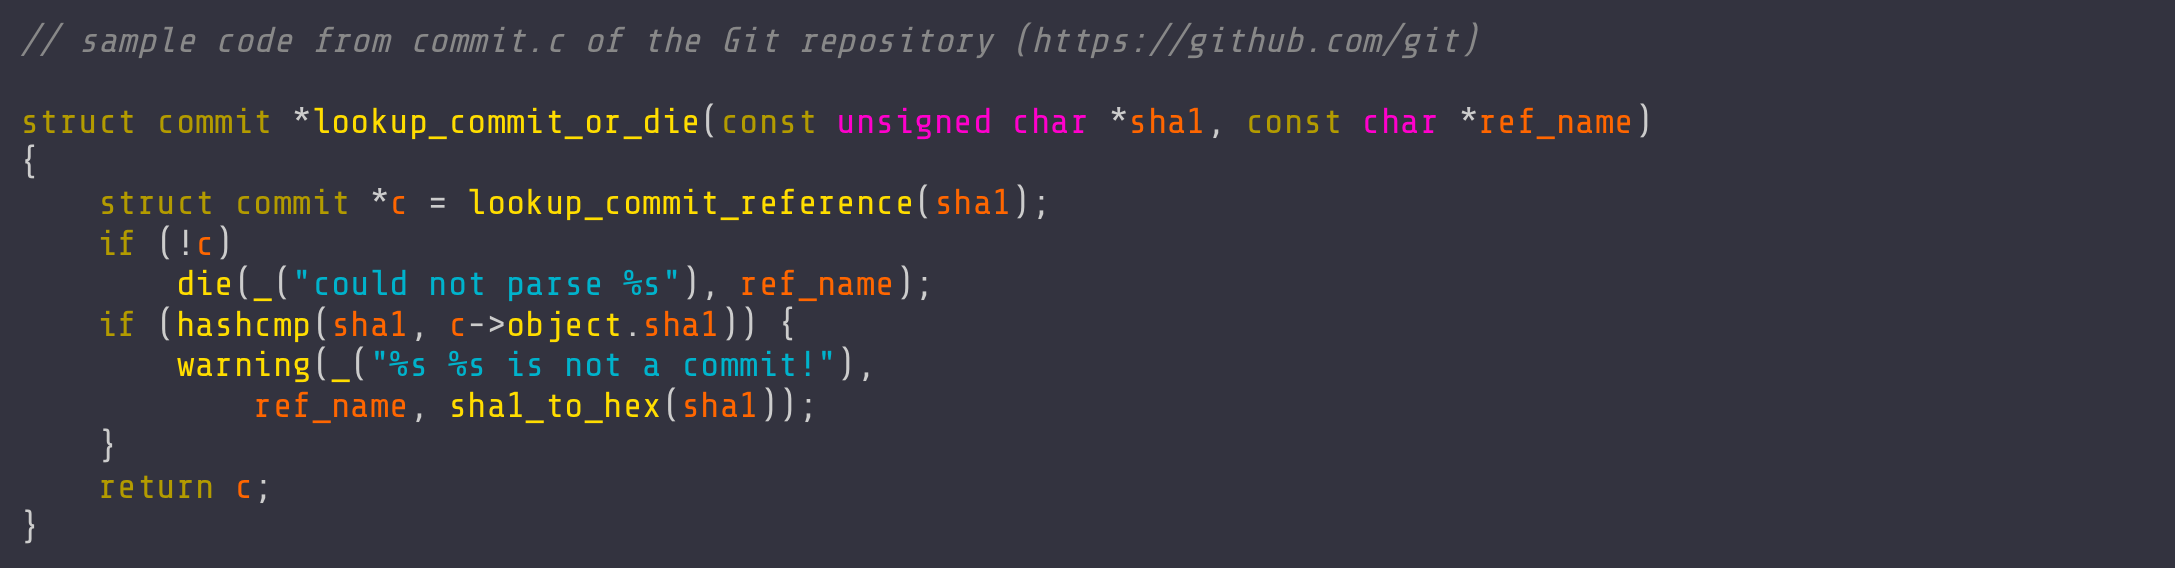 // sample code from commit.c of the Git repository (https://github.com/git)

struct commit *lookup_commit_or_die(const unsigned char *sha1, const char *ref_name)
{
    struct commit *c = lookup_commit_reference(sha1);
    if (!c)
        die(_("could not parse %s"), ref_name);
    if (hashcmp(sha1, c->object.sha1)) {
        warning(_("%s %s is not a commit!"),
            ref_name, sha1_to_hex(sha1));
    }
    return c;
}